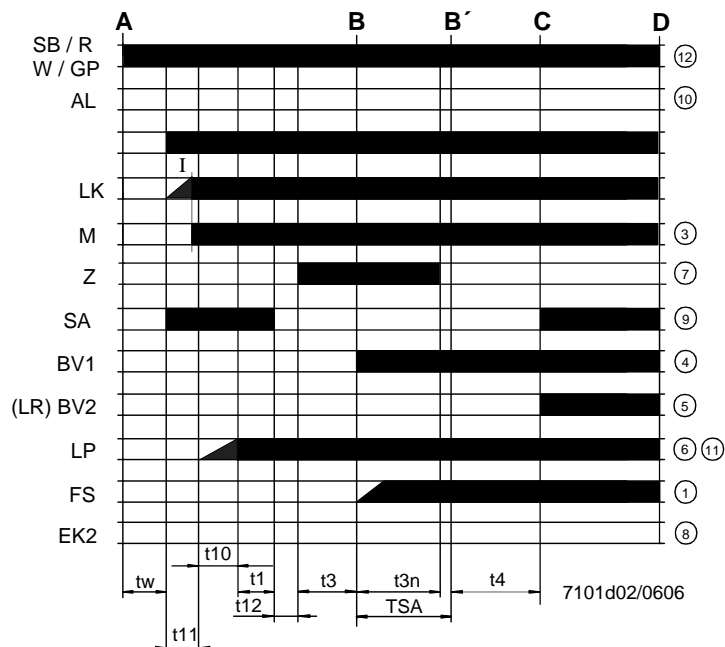 A B B´ C D
SB / R
W / GP
12
AL
10
I
LK
M
3
Z
7
SA
9
BV1
4
(LR) BV2
5
LP
6 11
FS
1
EK2
8
t10
tw t1 t3 t3n t4
7101d02/0606
t12 TSA
t11